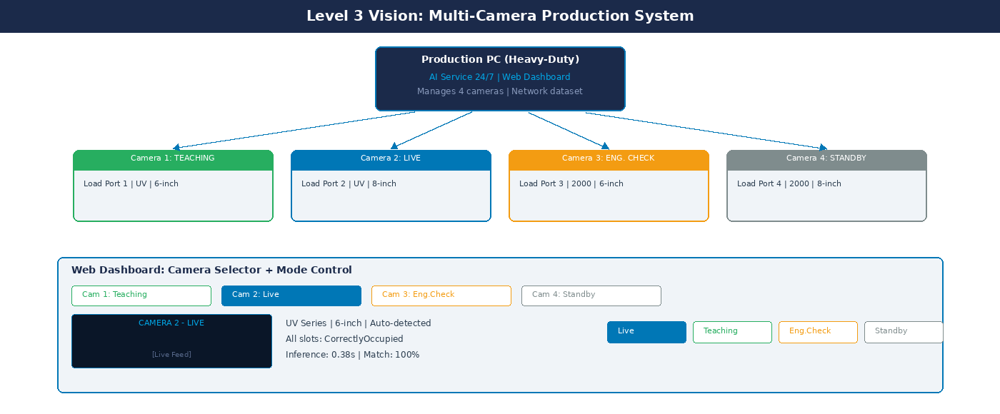 Level 3 Vision: Multi-Camera Production System
Production PC (Heavy-Duty)
AI Service 24/7 | Web Dashboard
Manages 4 cameras | Network dataset
Camera 1: TEACHING
Load Port 1 | UV | 6-inch
Camera 2: LIVE
Load Port 2 | UV | 8-inch
Camera 3: ENG. CHECK
Load Port 3 | 2000 | 6-inch
Camera 4: STANDBY
Load Port 4 | 2000 | 8-inch
Web Dashboard: Camera Selector + Mode Control
Cam 1: Teaching
Cam 2: Live
Cam 3: Eng.Check
Cam 4: Standby
CAMERA 2 - LIVE
[Live Feed]
UV Series | 6-inch | Auto-detected
All slots: CorrectlyOccupied
Inference: 0.38s | Match: 100%
Live
Teaching
Eng.Check
Standby